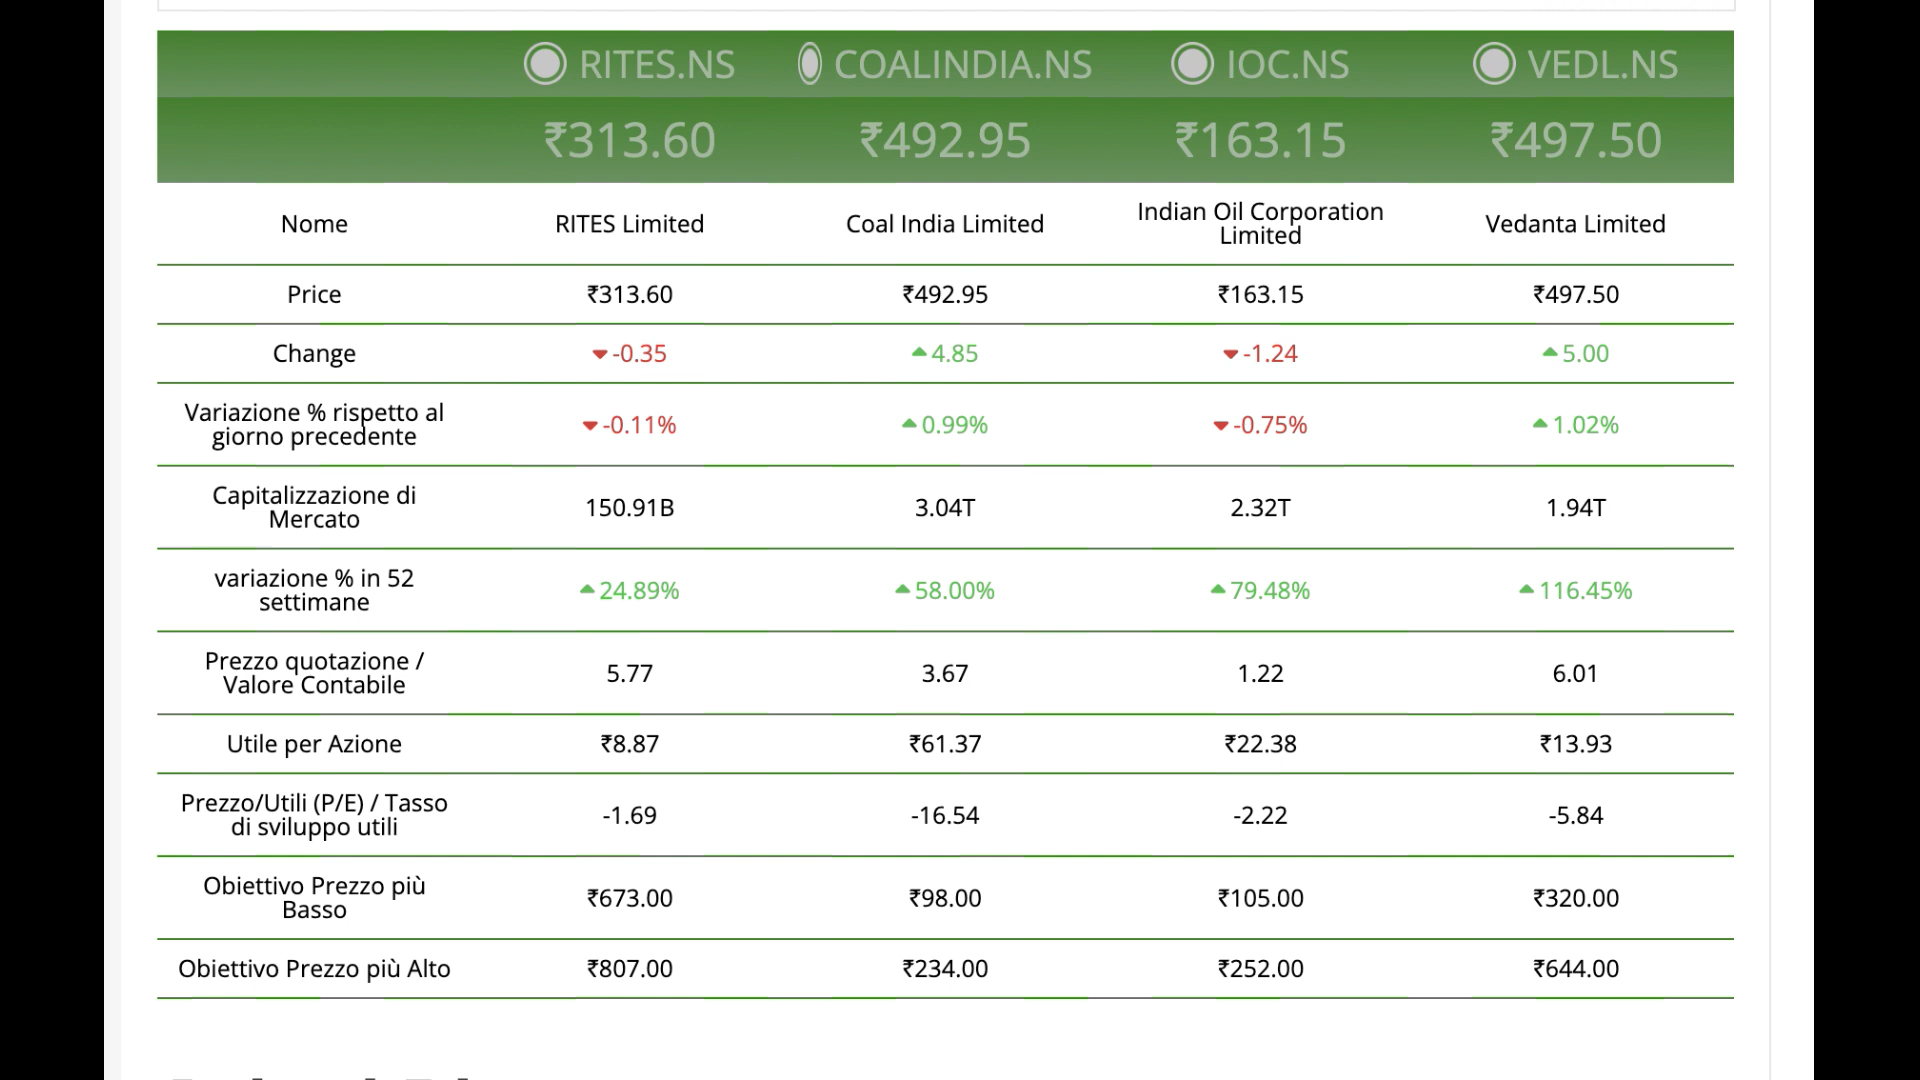 RITES.NS COALINDIA.NS IOC.NS VEDL.NS
₹313.60 ₹492.95 ₹163.15 ₹497.50
Nome RITES Limited Coal India Limited Indian Oil Corporation
Limited Vedanta Limited
Price ₹313.60 ₹492.95 ₹163.15 ₹497.50
Change -0.35 4.85 -1.24 5.00
Variazione % rispetto al
giorno precedente -0.11% 0.99% -0.75% 1.02%
Capitalizzazione di
Mercato 150.91B 3.04T 2.32T 1.94T
variazione % in 52
settimane 24.89% 58.00% 79.48% 116.45%
Prezzo quotazione /
Valore Contabile 5.77 3.67 1.22 6.01
Utile per Azione ₹8.87 ₹61.37 ₹22.38 ₹13.93
Prezzo/Utili (P/E) / Tasso
di sviluppo utili -1.69 -16.54 -2.22 -5.84
Obiettivo Prezzo più
Basso ₹673.00 ₹98.00 ₹105.00 ₹320.00
Obiettivo Prezzo più Alto ₹807.00 ₹234.00 ₹252.00 ₹644.00